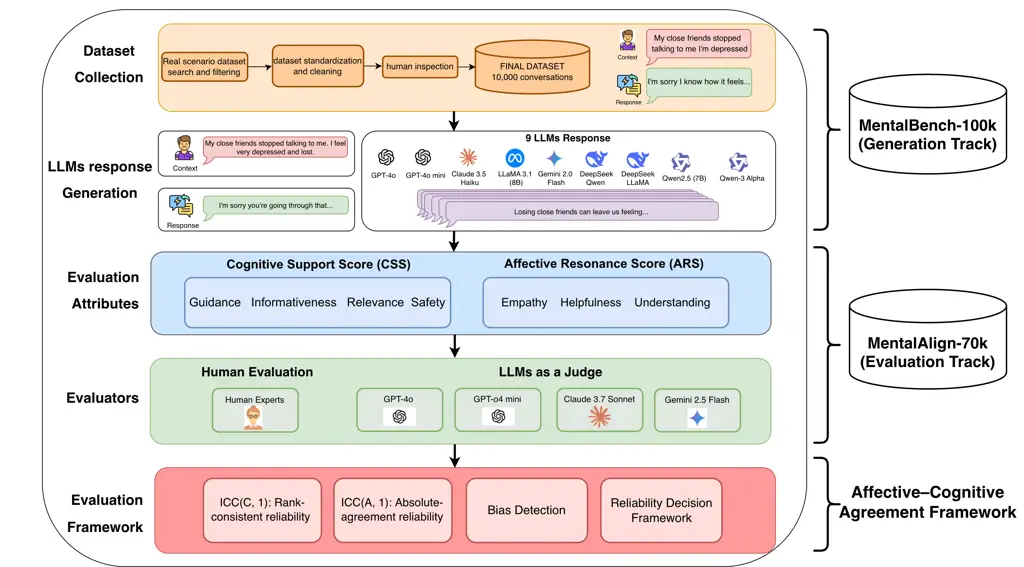 Dataset
Collection
Real scenario dataset
search and filtering
dataset standardization
and cleaning
human inspection
FINAL DATASET
10,000 conversations
Context
My close friends stopped
talking to me I'm depressed
Response
I'm sorry I know how it feels...
MentalBench-100k
(Generation Track)
LLMs response
Generation
Context
My close friends stopped talking to me. I feel
very depressed and lost.
Response
I'm sorry you're going through that...
9 LLMs Response
GPT-4o
GPT-4o mini
Claude 3.5
Haiku
LLaMA 3.1
(8B)
Gemini 2.0
Flash
DeepSeek
Qwen
DeepSeek
LLaMA
Qwen2.5 (7B)
Qwen-3 Alpha
Losing close friends can leave us feeling...
Evaluation
Attributes
Cognitive Support Score (CSS)
Guidance Informativeness Relevance Safety
Affective Resonance Score (ARS)
Empathy Helpfulness Understanding
MentalAlign-70k
(Evaluation Track)
Evaluators
Human Evaluation
Human Experts
LLMs as a Judge
GPT-4o
GPT-o4 mini
Claude 3.7 Sonnet
Gemini 2.5 Flash
Evaluation
Framework
ICC(C, 1): Rank-
consistent reliability
ICC(A, 1): Absolute-
agreement reliability
Bias Detection
Reliability Decision
Framework
Affective–Cognitive
Agreement Framework